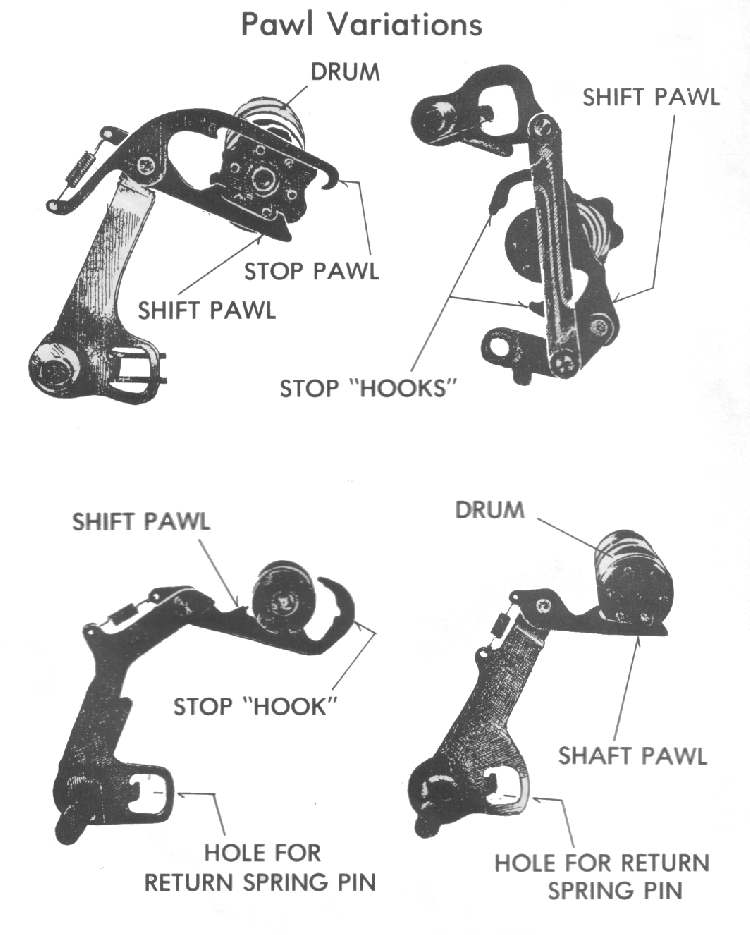 Pawl Variations
DRUM
SHIFT PAWL
STOP PAWL
SHIFT PAWL
STOP "HOOKS"
SHIFT PAWL
DRUM
STOP "HOOK"
SHAFT PAWL
HOLE FOR
RETURN SPRING PIN
HOLE FOR RETURN
SPRING PIN